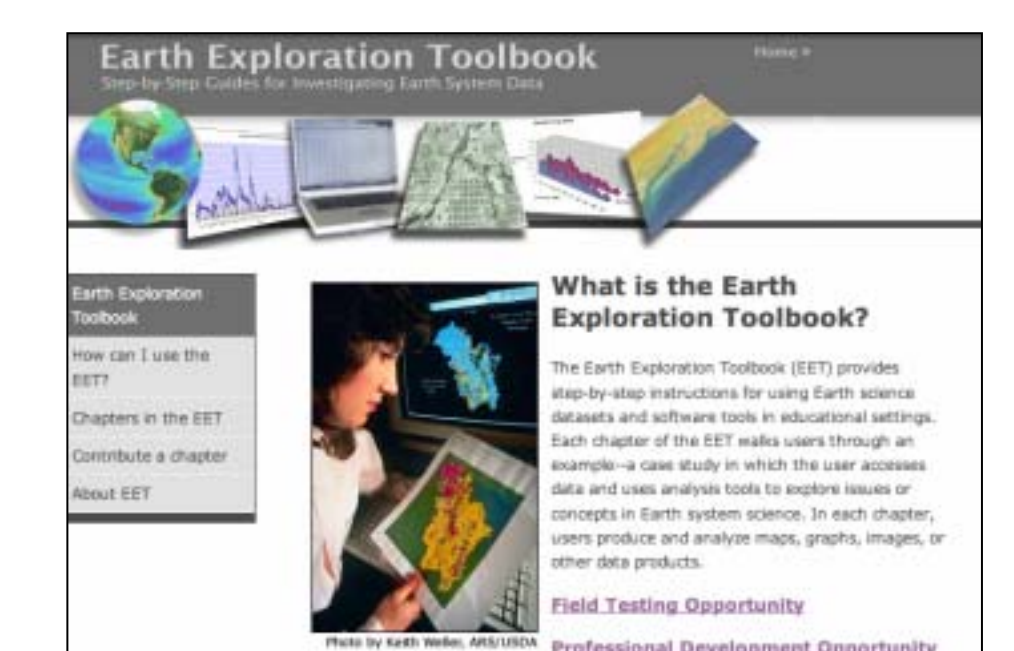 Earth Exploration Toolbook
Step-by-Step Guides for Investigating Earth System Data
Home
Earth Exploration
Toolbook
How can I use the
EET?
Chapters in the EET
Contribute a chapter
About EET
Photo by Keith Weller, ARS/USDA
What is the Earth
Exploration Toolbook?
The Earth Exploration Toolbook (EET) provides
step-by-step instructions for using Earth science
datasets and software tools in educational settings.
Each chapter of the EET walks users through an
example--a case study in which the user accesses
data and uses analysis tools to explore issues or
concepts in Earth system science. In each chapter,
users produce and analyze maps, graphs, images, or
other data products.
Field Testing Opportunity
Professional Development Opportunity